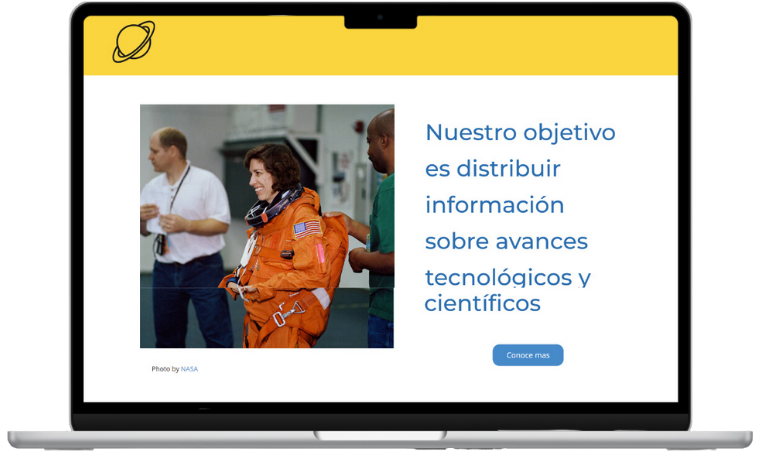 Nuestro objetivo
es distribuir
información
sobre avances
tecnológicos y
científicos
Conoce mas
Photo by NASA